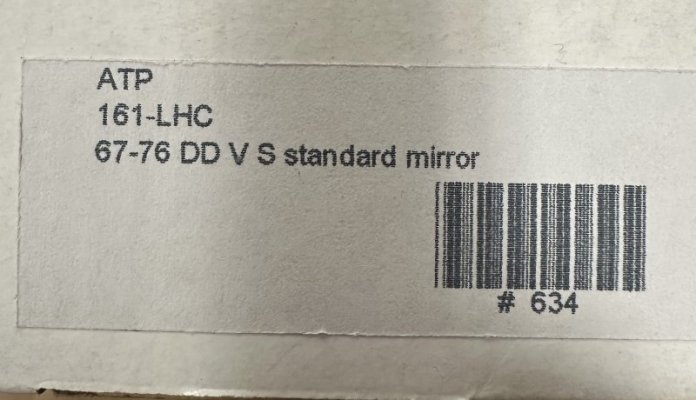 ATP
161-LHC
67-76 DD V S standard mirror
# 634